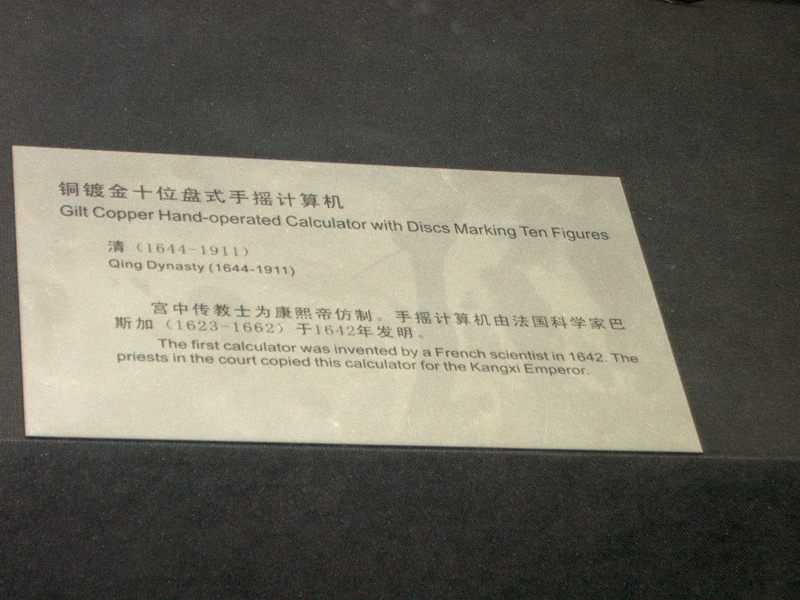 铜镀金十位盘式手摇计算机
Gilt Copper Hand-operated Calculator with Discs Marking Ten Figures
清（1644-1911）
Qing Dynasty (1644-1911)
宫中传教士为康熙帝仿制。手摇计算机由法国科学家巴
斯加（1623-1662）于1642年发明。
The first calculator was invented by a French scientist in 1642. The
priests in the court copied this calculator for the Kangxi Emperor.